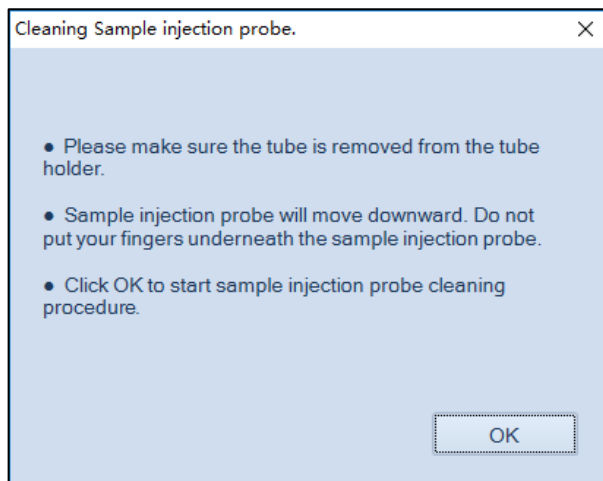 Cleaning Sample injection probe.
● Please make sure the tube is removed from the tube
holder.
● Sample injection probe will move downward. Do not
put your fingers underneath the sample injection probe.
● Click OK to start sample injection probe cleaning
procedure.
OK